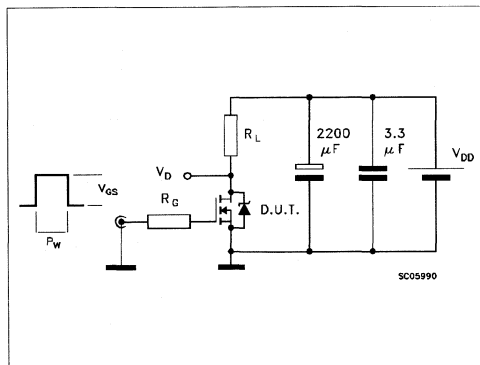 R_L
2200 μF
3.3 μF
V_DD
V_D
V_GS
R_G
D.U.T.
P_W
SC05990